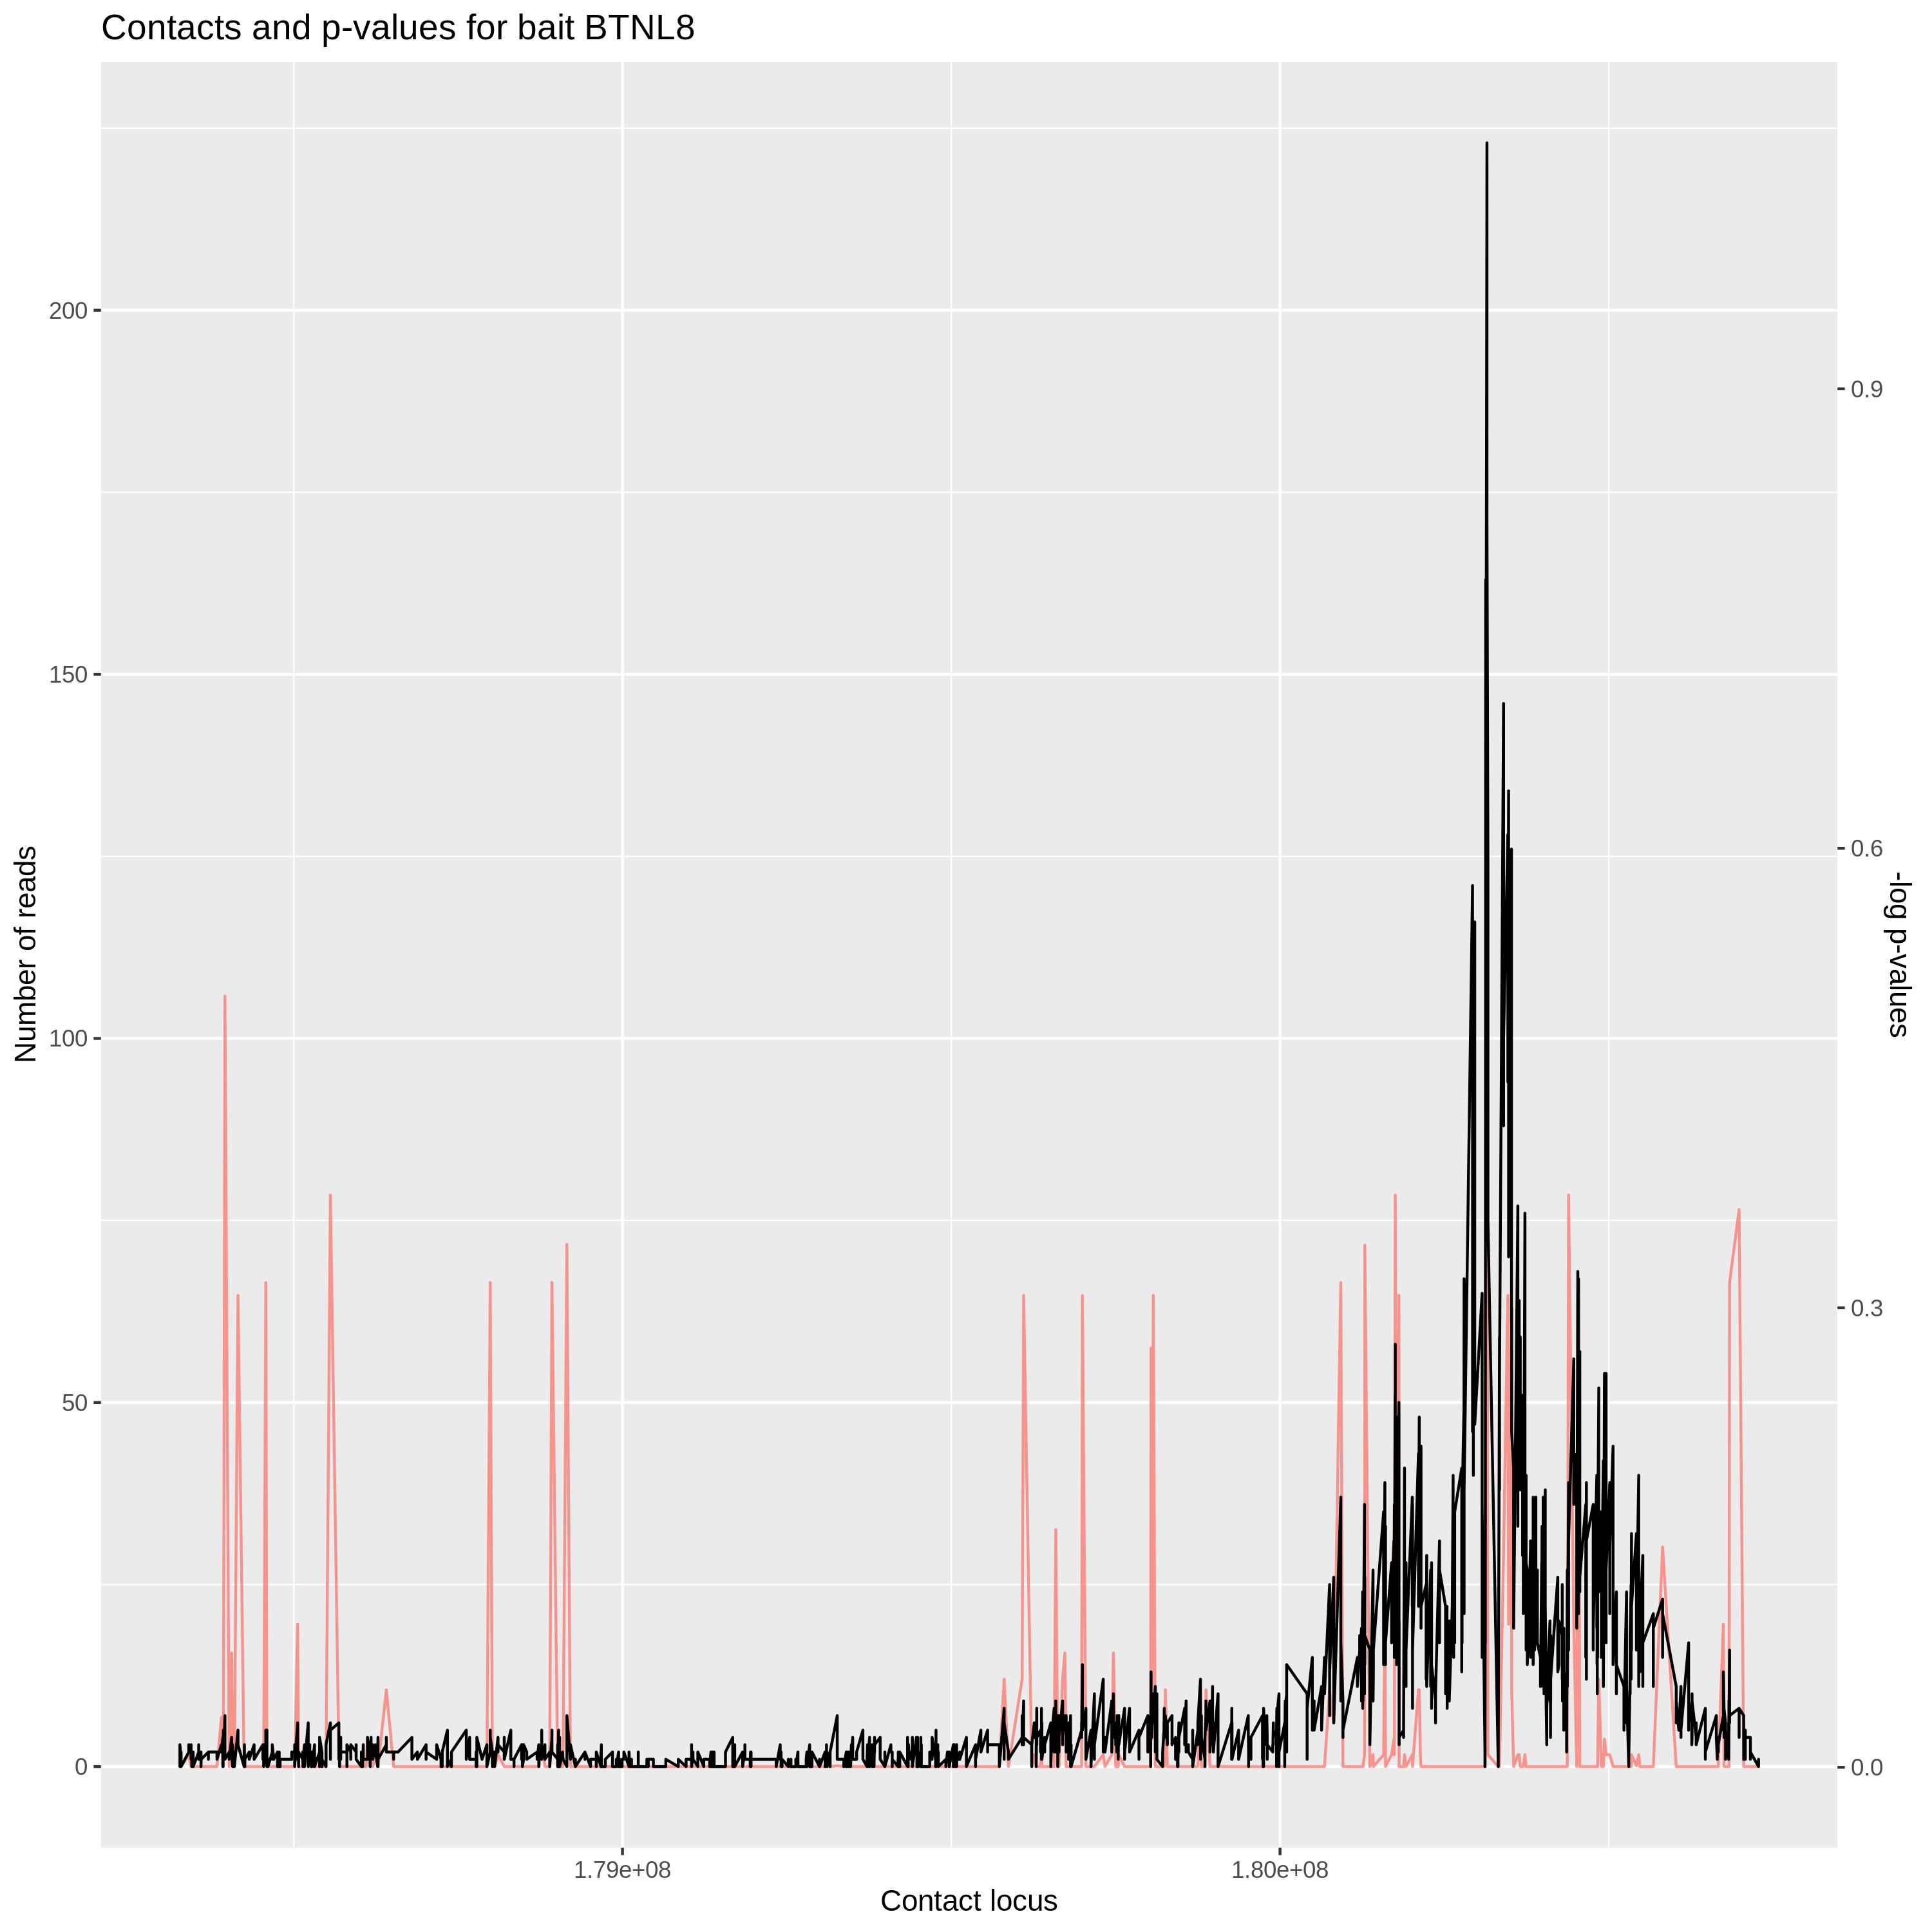 Contacts and p-values for bait BTNL8
Number of reads
200
150
100
50
0
0.9
0.6
0.3
0.0
-log p-values
1.79e+08
1.80e+08
Contact locus